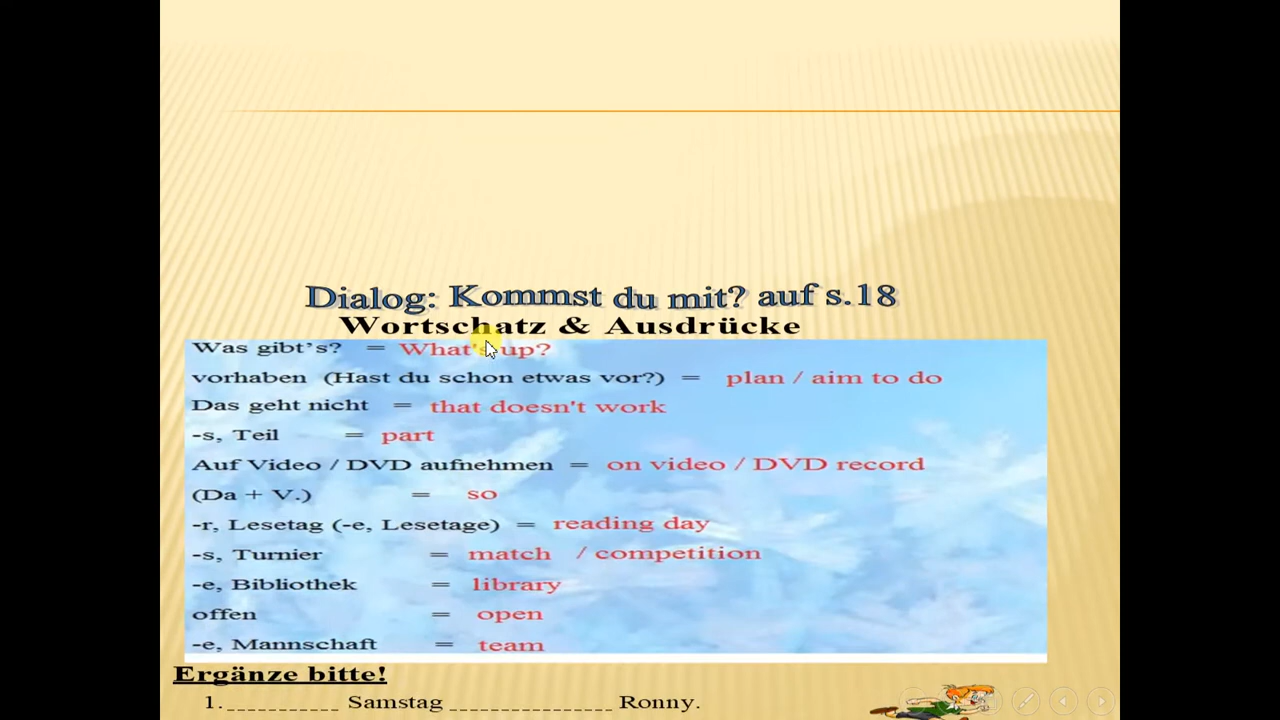 Dialog: Kommst du mit? auf s.18
Wortschatz & Ausdrücke
Was gibt's? = What's up?
vorhaben (Hast du schon etwas vor?) = plan / aim to do
Das geht nicht = that doesn't work
-s, Teil = part
Auf Video / DVD aufnehmen = on video / DVD record
(Da + V.) = so
-r, Lesetag (-e, Lesetage) = reading day
-s, Turnier = match / competition
-e, Bibliothek = library
offen = open
-e, Mannschaft = team
Ergänze bitte!
1. __________ Samstag _______________ Ronny.